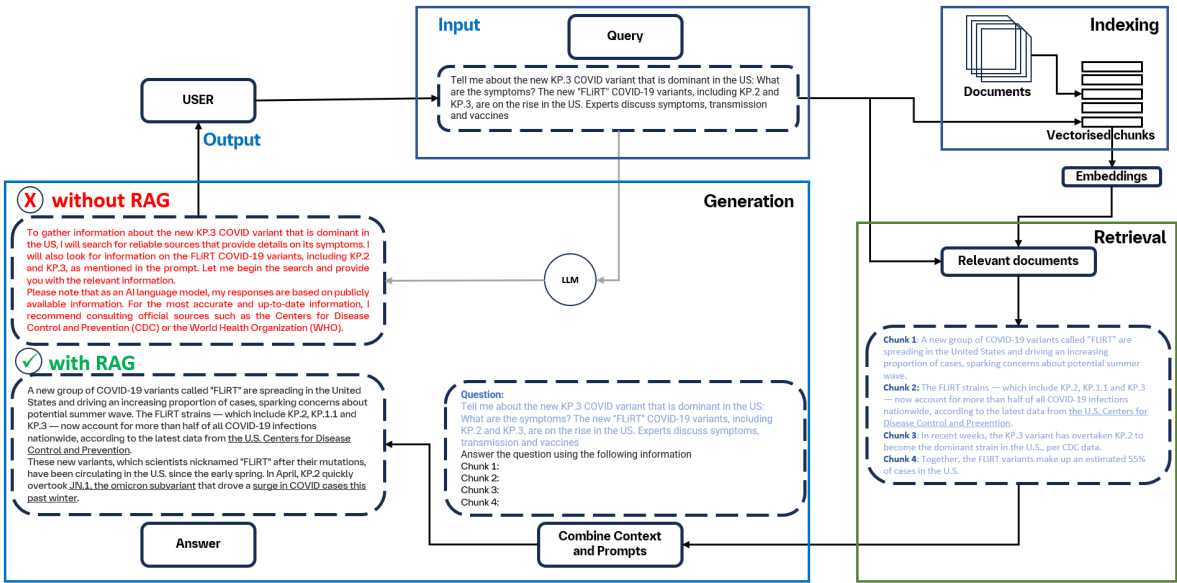 Input
Query
Tell me about the new KP.3 COVID variant that is dominant in the US: What
are the symptoms? The new "FLiRT" COVID-19 variants, including KP.2 and
KP.3, are on the rise in the US. Experts discuss symptoms, transmission
and vaccines
Indexing
Documents
Vectorised chunks
Embeddings
USER
Output
Generation
X without RAG
To gather information about the new KP.3 COVID variant that is dominant in
the US, I will search for reliable sources that provide details on its symptoms. I
will also look for information on the FLiRT COVID-19 variants, including KP.2
and KP.3, as mentioned in the prompt. Let me begin the search and provide
you with the relevant information.
Please note that as an AI language model, my responses are based on publicly
available information. For the most accurate and up-to-date information, I
recommend consulting official sources such as the Centers for Disease
Control and Prevention (CDC) or the World Health Organization (WHO).
LLM
with RAG
A new group of COVID-19 variants called "FLiRT" are spreading in the United
States and driving an increasing proportion of cases, sparking concerns about
potential summer wave. The FLiRT strains — which include KP.2, KP.1.1 and
KP.3 — now account for more than half of all COVID-19 infections
nationwide, according to the latest data from the U.S. Centers for Disease
Control and Prevention.
These new variants, which scientists nicknamed "FLiRT" after their mutations,
have been circulating in the U.S. since the early spring. In April, KP.2 quickly
overtook JN.1, the omicron subvariant that drove a surge in COVID cases this
past winter.
Answer
Question:
Tell me about the new KP.3 COVID variant that is dominant in the US:
What are the symptoms? The new "FLiRT" COVID-19 variants, including
KP.2 and KP.3, are on the rise in the US. Experts discuss symptoms,
transmission and vaccines
Answer the question using the following information
Chunk 1:
Chunk 2:
Chunk 3:
Chunk 4:
Combine Context
and Prompts
Retrieval
Relevant documents
Chunk 1: A new group of COVID-19 variants called "FLiRT" are
spreading in the United States and driving an increasing
proportion of cases, sparking concerns about potential summer
wave.
Chunk 2: The FLiRT strains — which include KP.2, KP.1.1 and KP.3
— now account for more than half of all COVID-19 infections
nationwide, according to the latest data from the U.S. Centers for
Disease Control and Prevention.
Chunk 3: In recent weeks, the KP.3 variant has overtaken KP.2 to
become the dominant strain in the U.S., per CDC data.
Chunk 4: Together, the FLiRT variants make up an estimated 55%
of cases in the U.S.